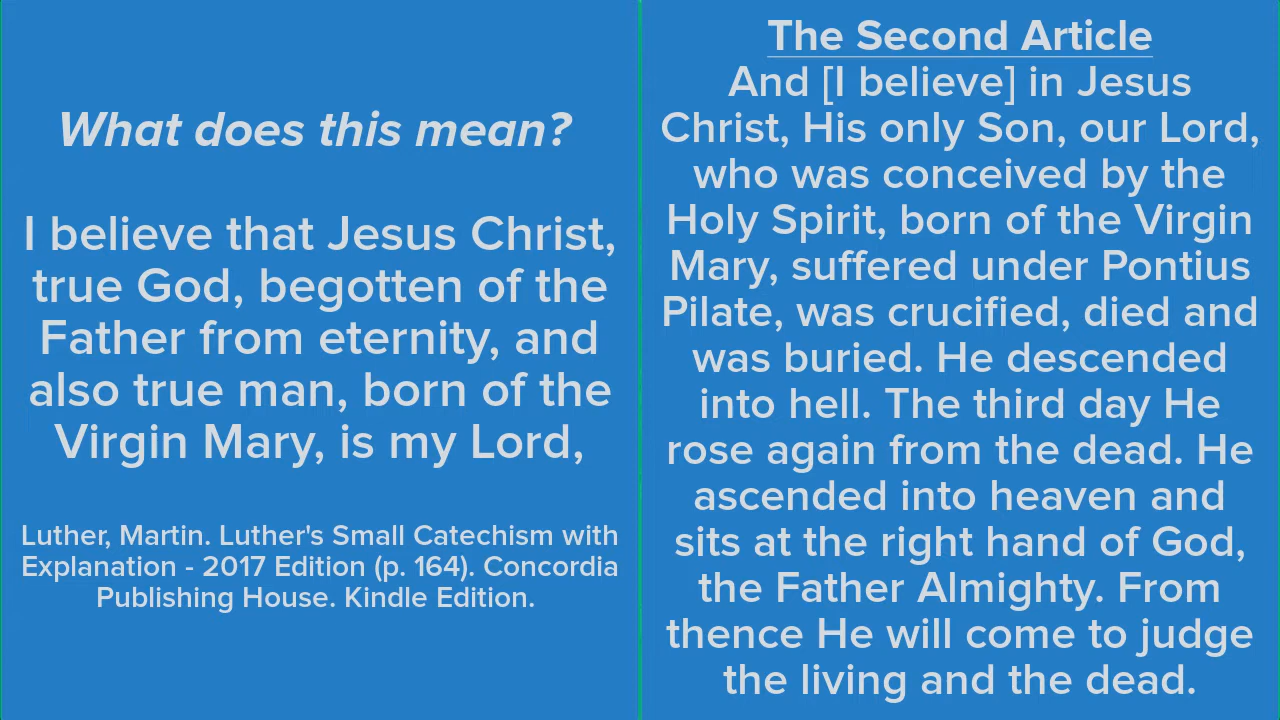 What does this mean?
I believe that Jesus Christ,
true God, begotten of the
Father from eternity, and
also true man, born of the
Virgin Mary, is my Lord,
Luther, Martin. Luther's Small Catechism with
Explanation - 2017 Edition (p. 164). Concordia
Publishing House. Kindle Edition.
The Second Article
And [I believe] in Jesus
Christ, His only Son, our Lord,
who was conceived by the
Holy Spirit, born of the Virgin
Mary, suffered under Pontius
Pilate, was crucified, died and
was buried. He descended
into hell. The third day He
rose again from the dead. He
ascended into heaven and
sits at the right hand of God,
the Father Almighty. From
thence He will come to judge
the living and the dead.